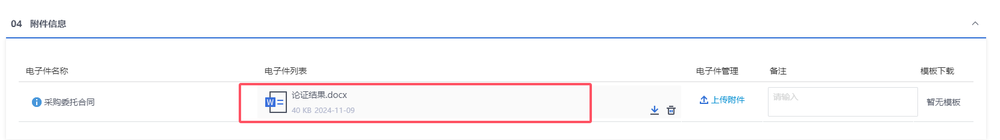 04 附件信息
电子件名称 电子件列表 电子件管理 备注 模板下载
采购委托合同 论证结果.docx 上传附件 请输入 暂无模板
W
40 KB 2024-11-09